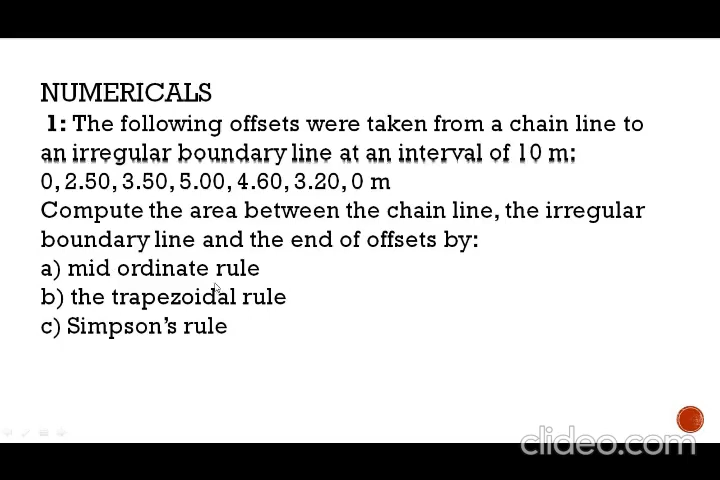 NUMERICALS
1: The following offsets were taken from a chain line to
an irregular boundary line at an interval of 10 m:
0, 2.50, 3.50, 5.00, 4.60, 3.20, 0 m
Compute the area between the chain line, the irregular
boundary line and the end of offsets by:
a) mid ordinate rule
b) the trapezoidal rule
c) Simpson's rule
clideo.com